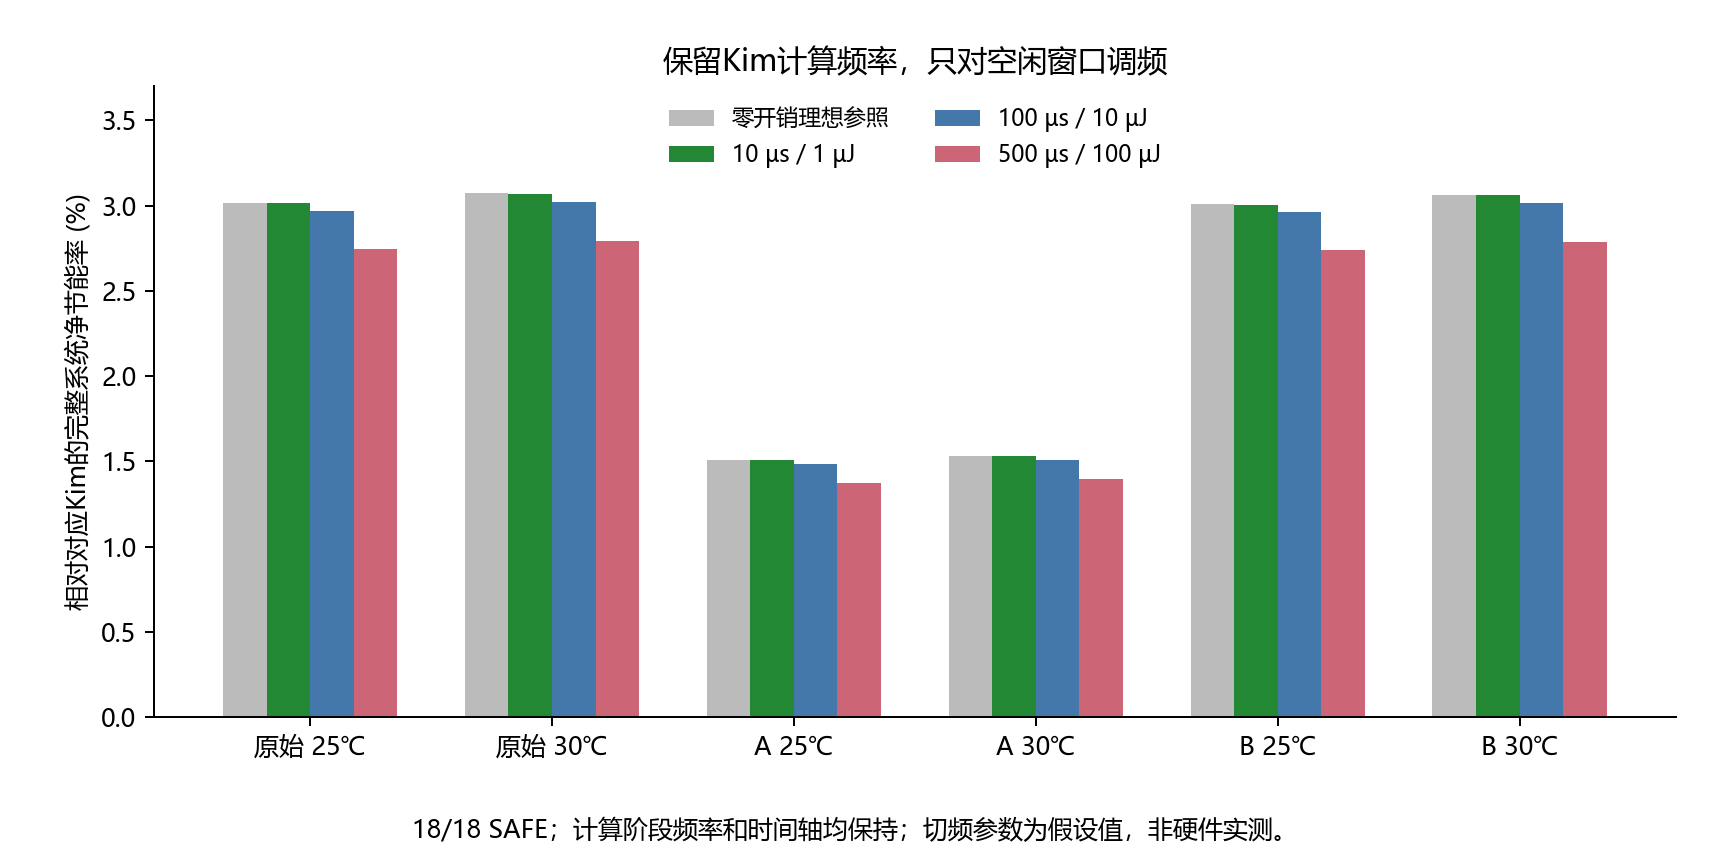 保留Kim计算频率，只对空闲窗口调频
零开销理想参照
10 μs / 1 μJ
100 μs / 10 μJ
500 μs / 100 μJ
相对对应Kim的完整系统净节能率 (%)
3.5
3.0
2.5
2.0
1.5
1.0
0.5
0.0
原始 25℃
原始 30℃
A 25℃
A 30℃
B 25℃
B 30℃
18/18 SAFE；计算阶段频率和时间轴均保持；切频参数为假设值，非硬件实测。